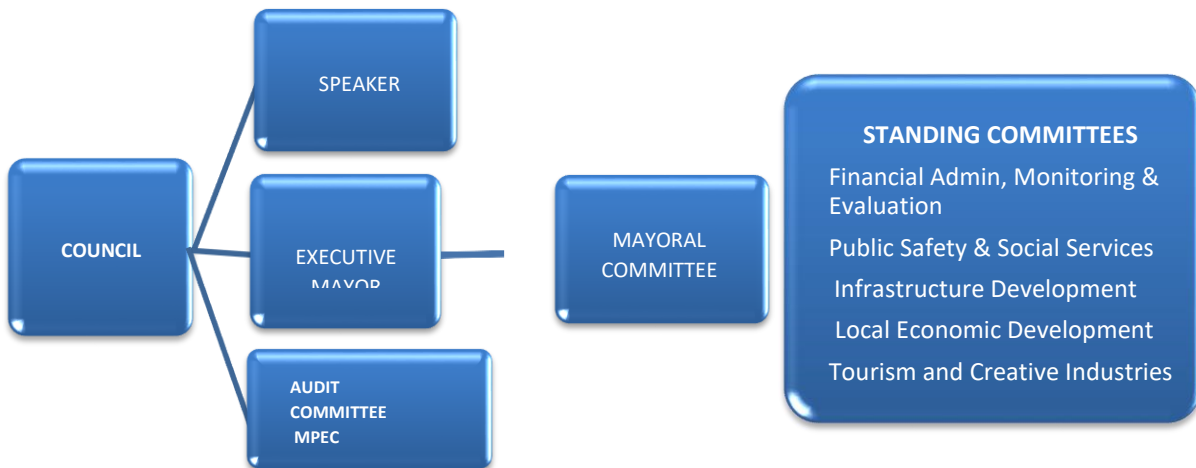 SPEAKER
COUNCIL
EXECUTIVE
MAYOR
AUDIT
COMMITTEE
MPEC
MAYORAL
COMMITTEE
STANDING COMMITTEES
Financial Admin, Monitoring &
Evaluation
Public Safety & Social Services
Infrastructure Development
Local Economic Development
Tourism and Creative Industries